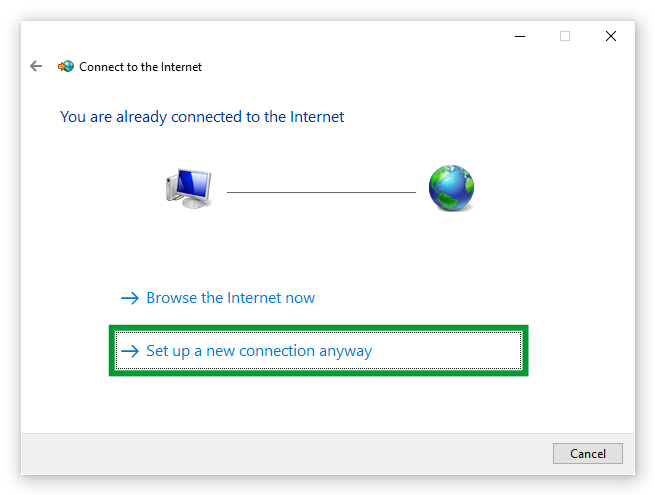 Connect to the Internet
You are already connected to the Internet
Browse the Internet now
Set up a new connection anyway
Cancel